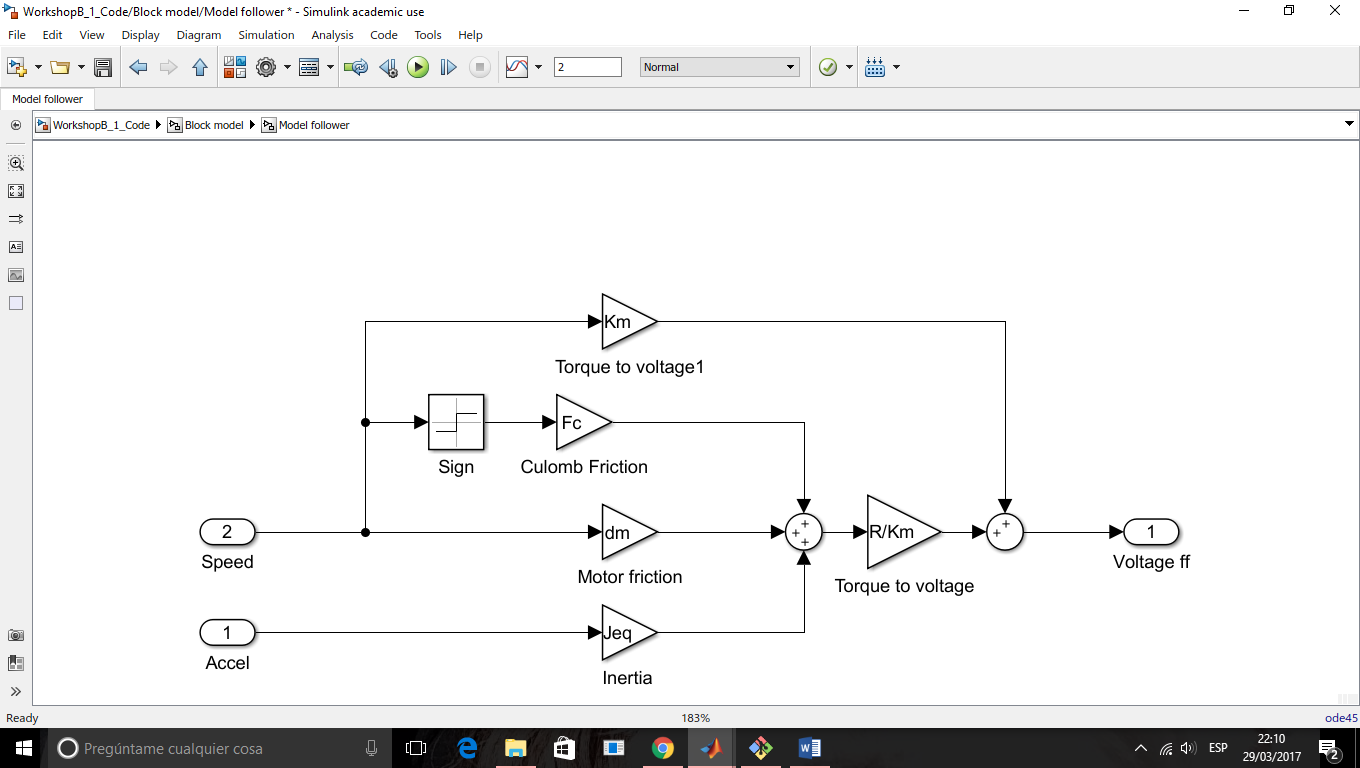 WorkshopB_1_Code/Block model/Model follower * - Simulink academic use
File Edit View Display Diagram Simulation Analysis Code Tools Help
2 Normal
Model follower
WorkshopB_1_Code Block model Model follower
Km
Torque to voltage1
Fc
Sign Culomb Friction
2 dm R/Km 1
Speed Voltage ff
Motor friction
Torque to voltage
1 Jeq
Accel
Inertia
Ready 183% ode45
Pregúntame cualquier cosa
ESP
22:10
29/03/2017
2